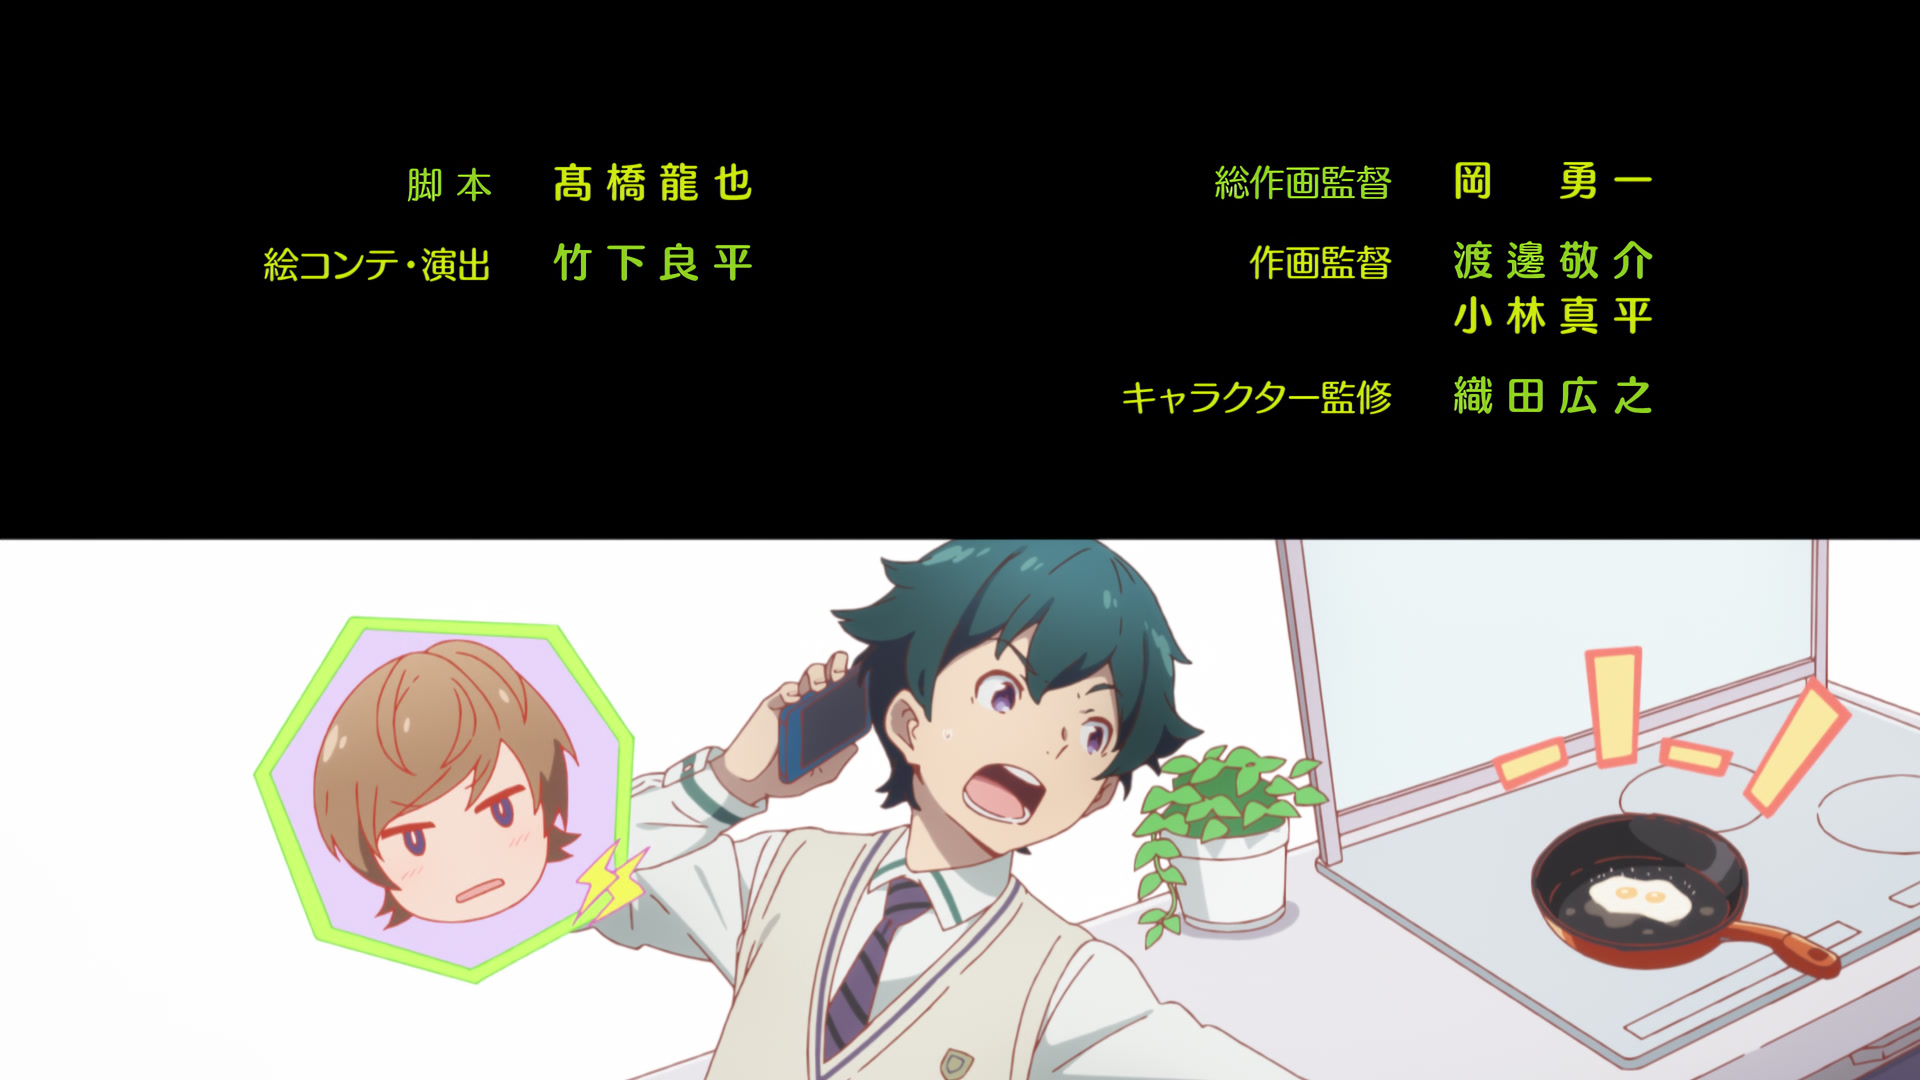 脚本 髙橋龍也
絵コンテ・演出 竹下良平
総作画監督 岡 勇一
作画監督 渡邊敬介
小林真平
キャラクター監修 織田広之